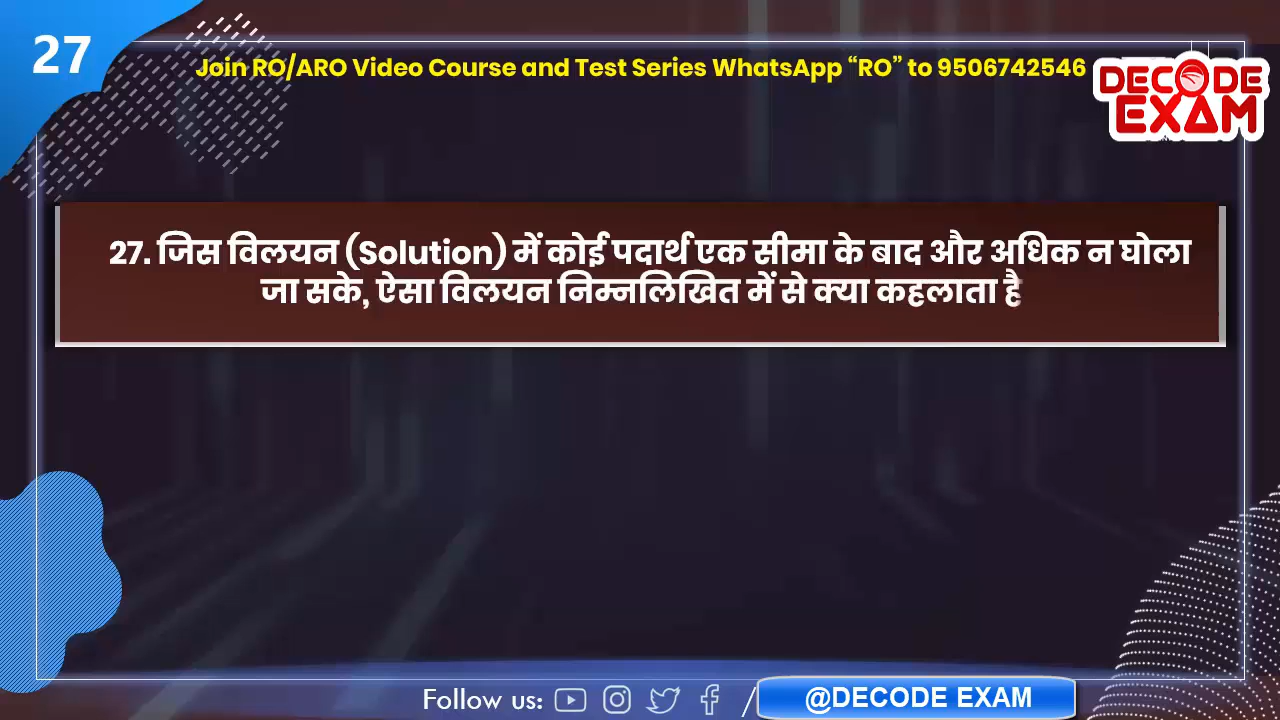 27
Join RO/ARO Video Course and Test Series WhatsApp “RO” to 9506742546
DECODE
EXAM
27. जिस विलयन (Solution) में कोई पदार्थ एक सीमा के बाद और अधिक न घोला
जा सके, ऐसा विलयन निम्नलिखित में से क्या कहलाता है
Follow us: / @DECODE EXAM